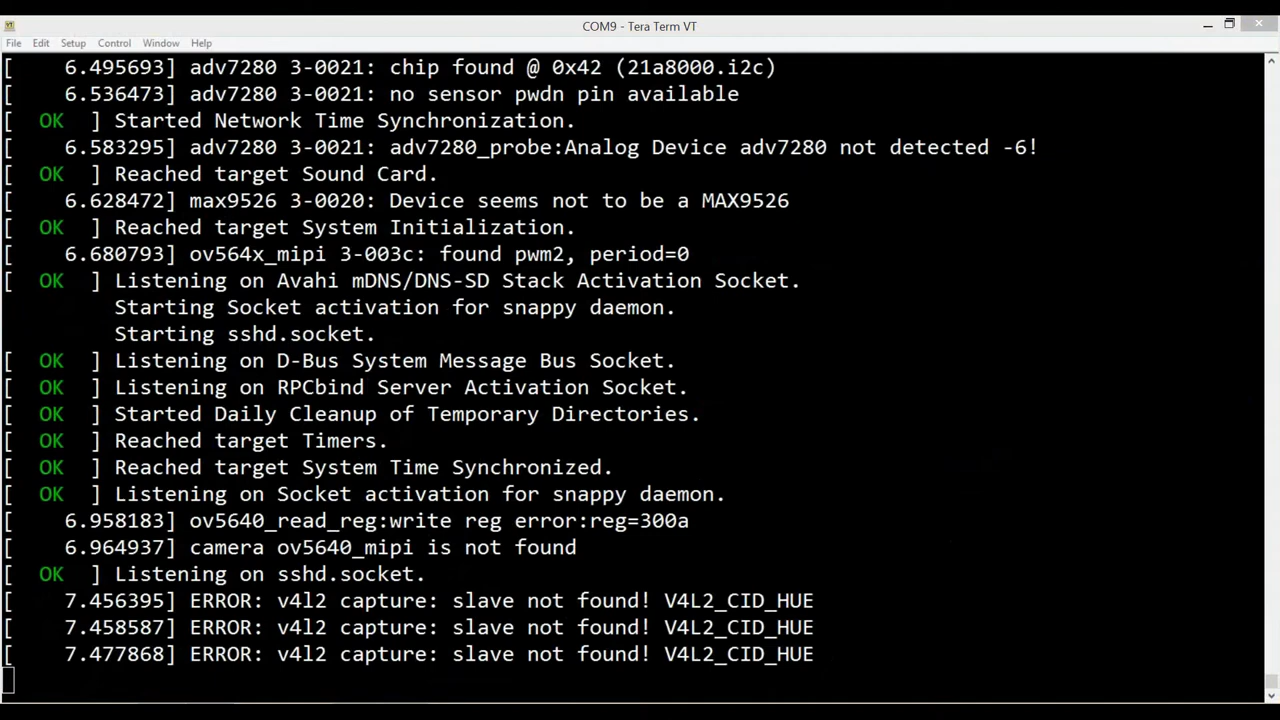 COM9 - Tera Term VT
File Edit Setup Control Window Help
[    6.495693] adv7280 3-0021: chip found @ 0x42 (21a8000.i2c)
[    6.536473] adv7280 3-0021: no sensor pwdn pin available
[  OK  ] Started Network Time Synchronization.
[    6.583295] adv7280 3-0021: adv7280_probe:Analog Device adv7280 not detected -6!
[  OK  ] Reached target Sound Card.
[    6.628472] max9526 3-0020: Device seems not to be a MAX9526
[  OK  ] Reached target System Initialization.
[    6.680793] ov564x_mipi 3-003c: found pwm2, period=0
[  OK  ] Listening on Avahi mDNS/DNS-SD Stack Activation Socket.
Starting Socket activation for snappy daemon.
Starting sshd.socket.
[  OK  ] Listening on D-Bus System Message Bus Socket.
[  OK  ] Listening on RPCbind Server Activation Socket.
[  OK  ] Started Daily Cleanup of Temporary Directories.
[  OK  ] Reached target Timers.
[  OK  ] Reached target System Time Synchronized.
[  OK  ] Listening on Socket activation for snappy daemon.
[    6.958183] ov5640_read_reg:write reg error:reg=300a
[    6.964937] camera ov5640_mipi is not found
[  OK  ] Listening on sshd.socket.
[    7.456395] ERROR: v4l2 capture: slave not found! V4L2_CID_HUE
[    7.458587] ERROR: v4l2 capture: slave not found! V4L2_CID_HUE
[    7.477868] ERROR: v4l2 capture: slave not found! V4L2_CID_HUE